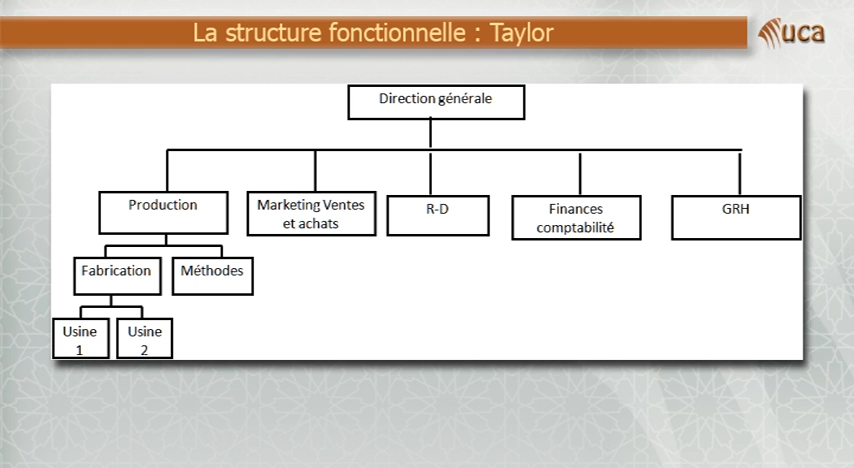 La structure fonctionnelle : Taylor
uca
Direction générale
Production
Marketing Ventes
et achats
R-D
Finances
comptabilité
GRH
Fabrication
Méthodes
Usine
1
Usine
2